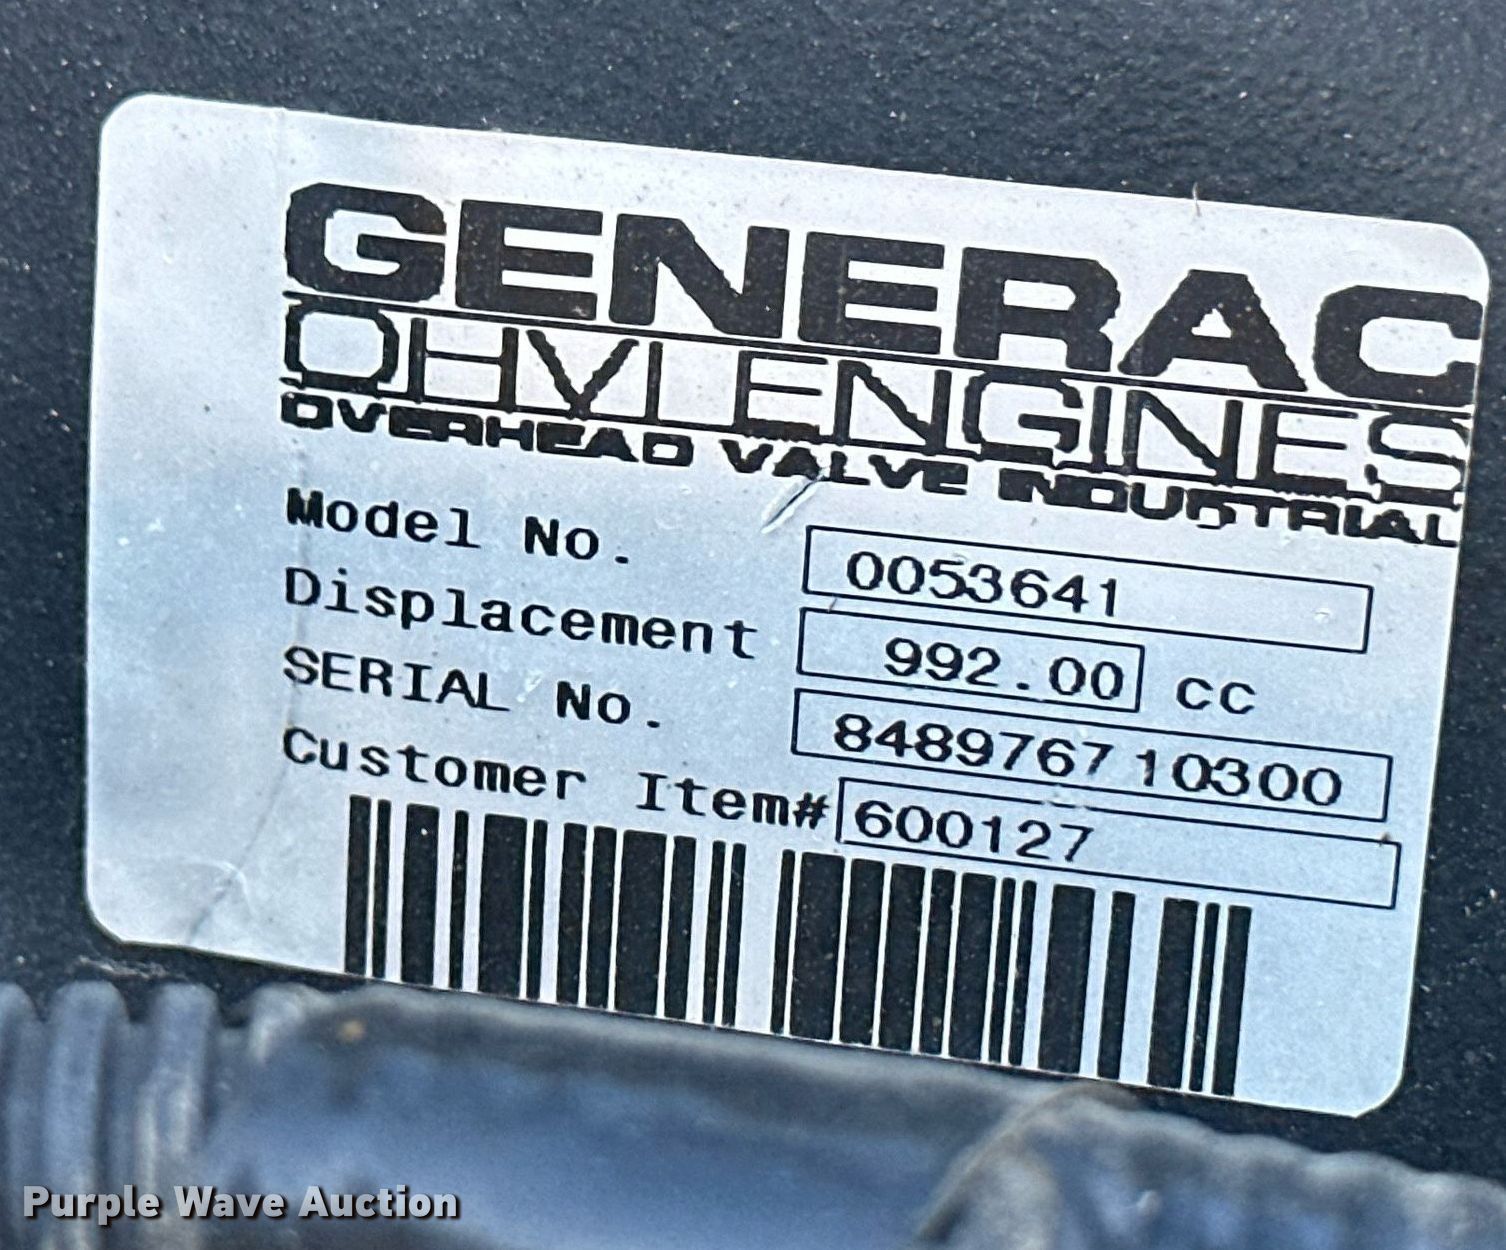 GENERAC
OHVI ENGINES
OVERHEAD VALVE INDUSTRIAL
Model No. 0053641
Displacement 992.00 cc
SERIAL No. 848976710300
Customer Item# 600127
Purple Wave Auction